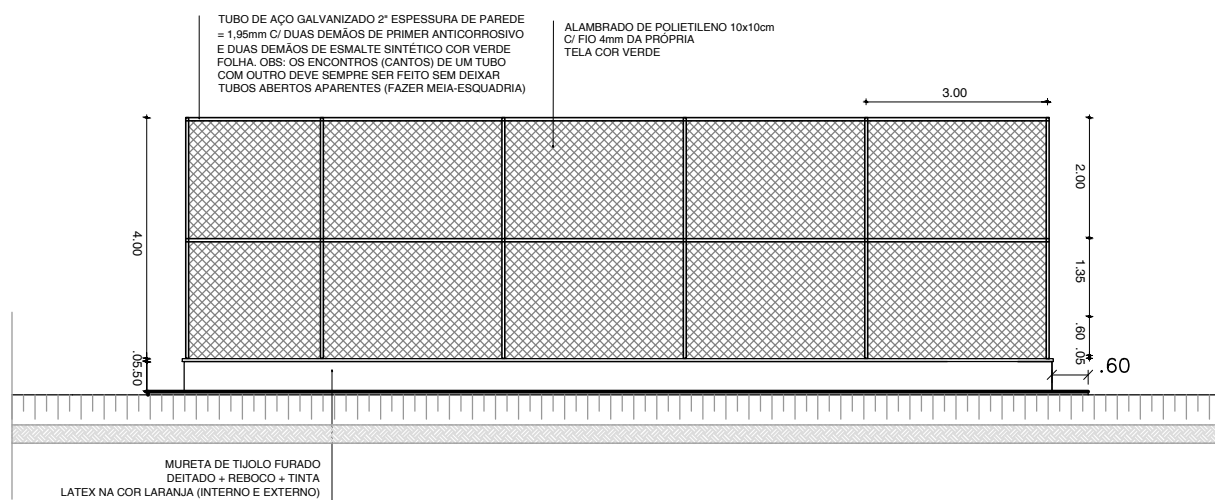 TUBO DE AÇO GALVANIZADO 2" ESPESSURA DE PAREDE
= 1,95mm C/ DUAS DEMÃOS DE PRIMER ANTICORROSIVO
E DUAS DEMÃOS DE ESMALTE SINTÉTICO COR VERDE
FOLHA. OBS: OS ENCONTROS (CANTOS) DE UM TUBO
COM OUTRO DEVE SEMPRE SER FEITO SEM DEIXAR
TUBOS ABERTOS APARENTES (FAZER MEIA-ESQUADRIA)
ALAMBRADO DE POLIETILENO 10x10cm
C/ FIO 4mm DA PRÓPRIA
TELA COR VERDE
3.00
4.00
.05
.50
2.00
1.35
.60
.05
.60
MURETA DE TIJOLO FURADO
DEITADO + REBOCO + TINTA
LATEX NA COR LARANJA (INTERNO E EXTERNO)